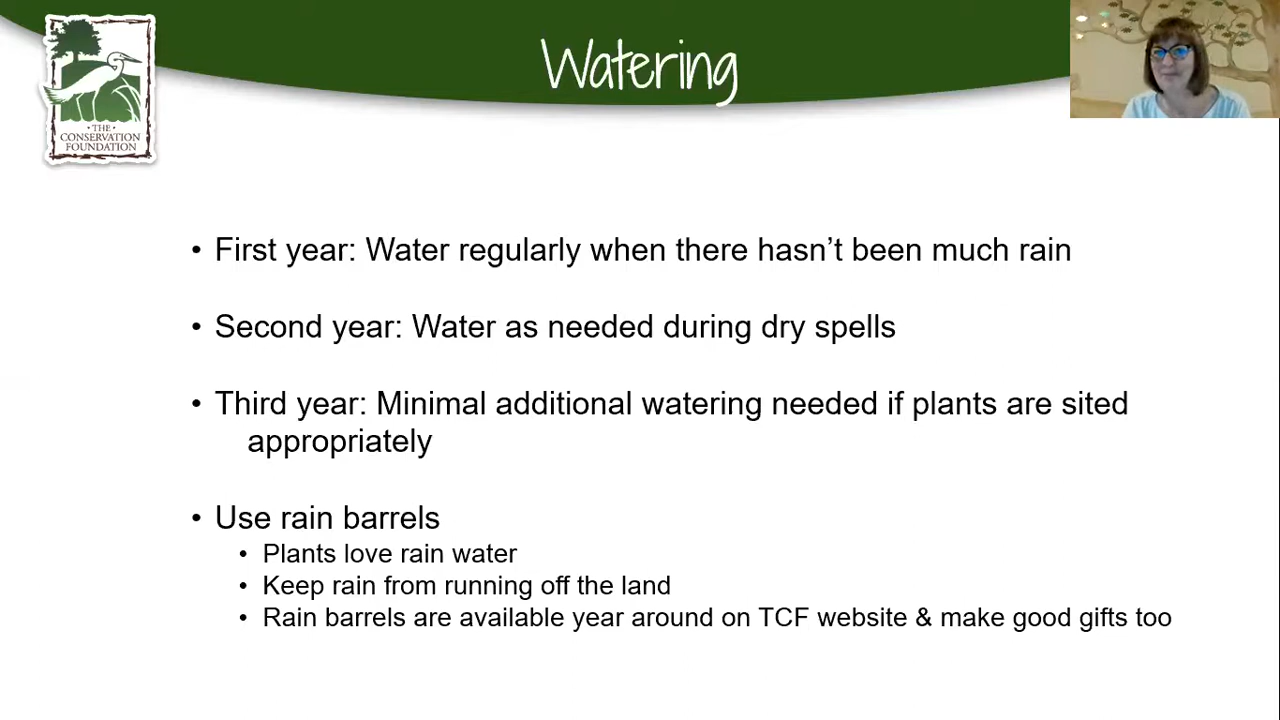 Watering
• THE •
CONSERVATION
FOUNDATION
• First year: Water regularly when there hasn’t been much rain
• Second year: Water as needed during dry spells
• Third year: Minimal additional watering needed if plants are sited
appropriately
• Use rain barrels
• Plants love rain water
• Keep rain from running off the land
• Rain barrels are available year around on TCF website & make good gifts too